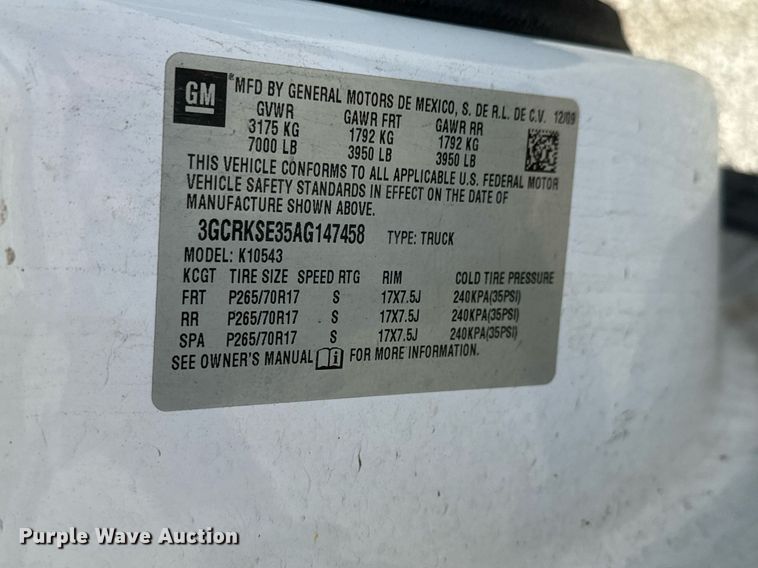 GM
*MFD BY GENERAL MOTORS DE MEXICO, S. DE R.L. DE C.V. 12/09
GVWR GAWR FRT GAWR RR
3175 KG 1792 KG 1792 KG
7000 LB 3950 LB 3950 LB
THIS VEHICLE CONFORMS TO ALL APPLICABLE U.S. FEDERAL MOTOR
VEHICLE SAFETY STANDARDS IN EFFECT ON THE DATE OF
MANUFACTURE SHOWN ABOVE.
3GCRKSE35AG147458 TYPE: TRUCK
MODEL: K10543
KCGT TIRE SIZE SPEED RTG RIM COLD TIRE PRESSURE
FRT P265/70R17 S 17X7.5J 240KPA(35PSI)
RR P265/70R17 S 17X7.5J 240KPA(35PSI)
SPA P265/70R17 S 17X7.5J 240KPA(35PSI)
SEE OWNER'S MANUAL i FOR MORE INFORMATION.
Purple Wave Auction